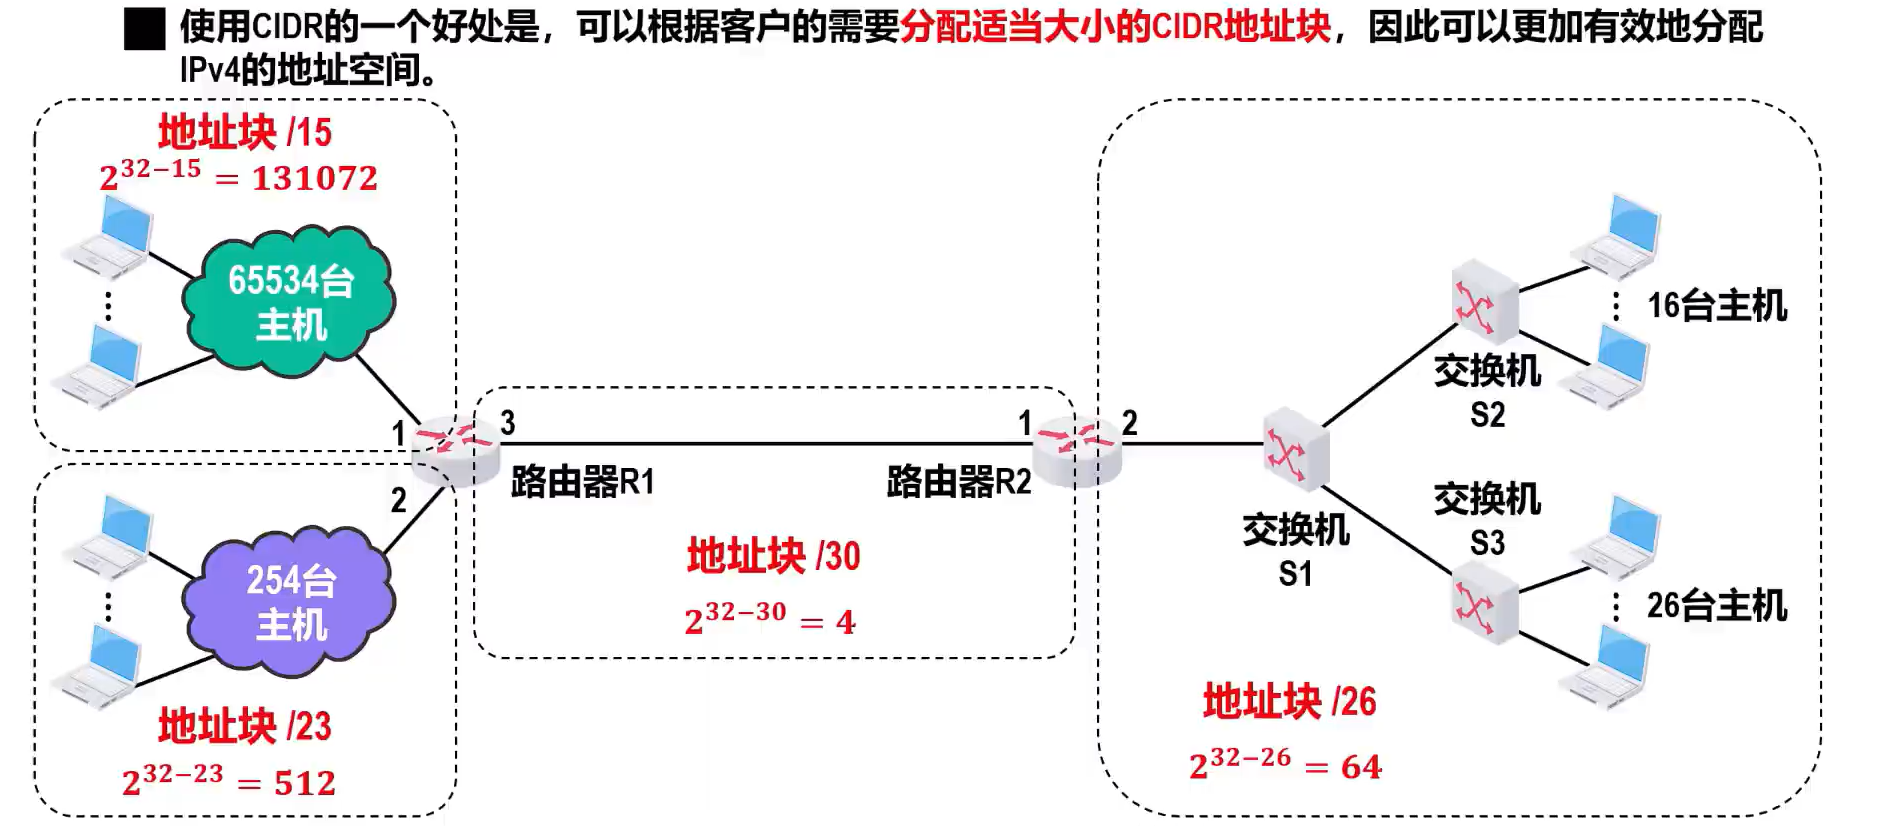 使用CIDR的一个好处是，可以根据客户的需要分配适当大小的CIDR地址块，因此可以更加有效地分配
IPv4的地址空间。
地址块 /15
2^{32−15} = 131072
65534台
主机
1
2
254台
主机
地址块 /23
2^{32−23} = 512
3
路由器R1
1
路由器R2
地址块 /30
2^{32−30} = 4
2
交换机
S1
交换机
S2
16台主机
交换机
S3
26台主机
地址块 /26
2^{32−26} = 64